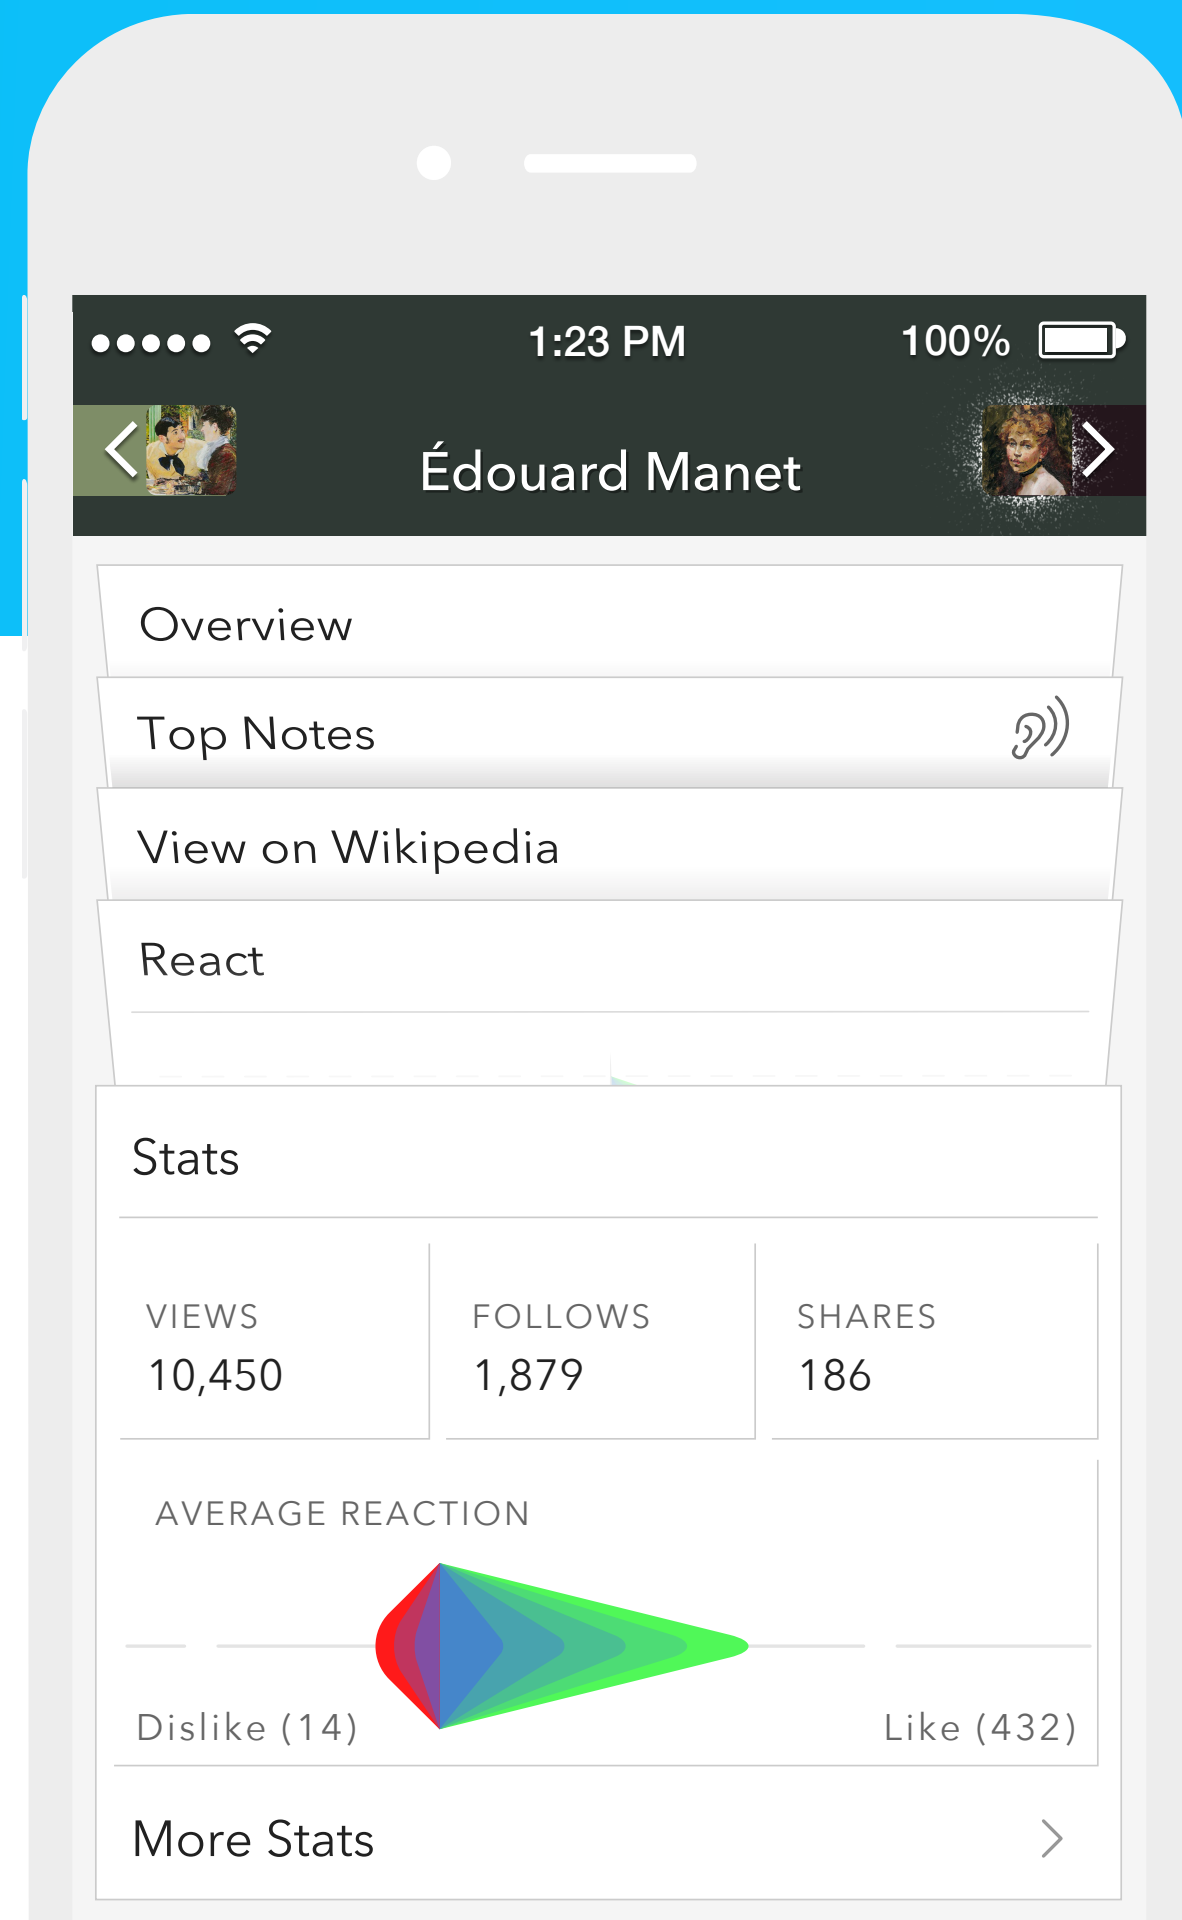 1:23 PM 100%
Édouard Manet
Overview
Top Notes
View on Wikipedia
React
Stats
VIEWS FOLLOWS SHARES
10,450 1,879 186
AVERAGE REACTION
Dislike (14) Like (432)
More Stats